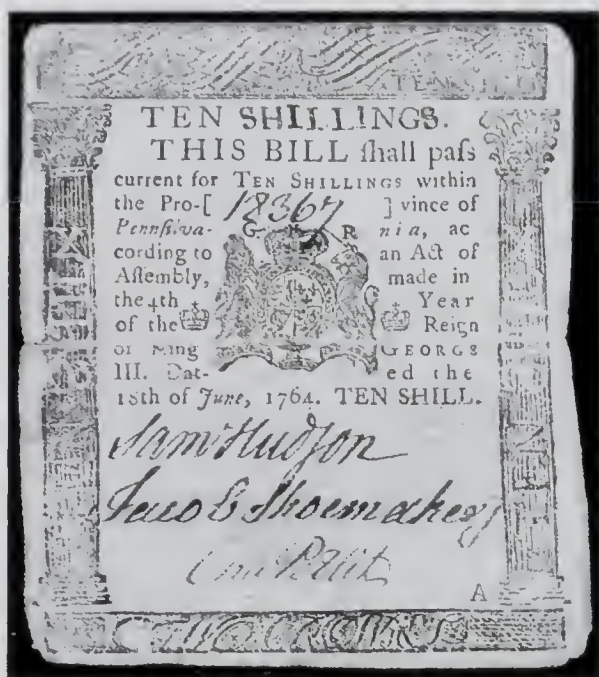 TEN SHILLINGS.
THIS BILL ſhall paſs
current for TEN SHILLINGS within
the Pro-[ 18367 ] vince of
Pennſilva- G R nia, ac
cording to an Act of
Aſſembly, made in
the 4th Year
of the Reign
of King GEORGE
III. Dat- ed the
18th of June, 1764. TEN SHILL.
Sam Hudſon
Jacob Shoemaker
A